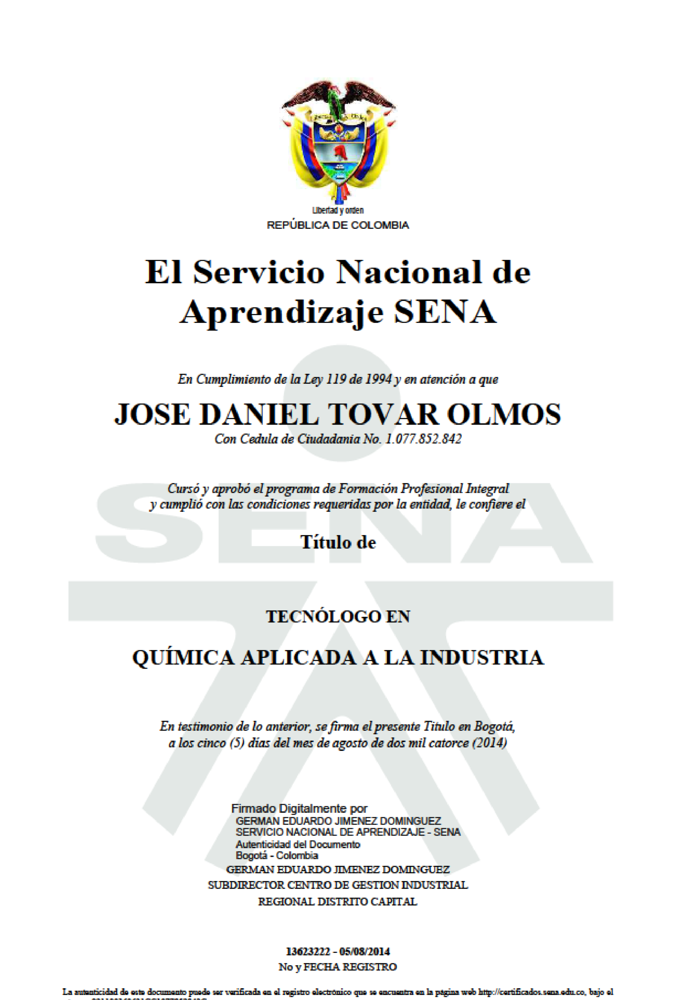 Libertad y orden
REPÚBLICA DE COLOMBIA
El Servicio Nacional de
Aprendizaje SENA
En Cumplimiento de la Ley 119 de 1994 y en atención a que
JOSE DANIEL TOVAR OLMOS
Con Cedula de Ciudadania No. 1.077.852.842
Cursó y aprobó el programa de Formación Profesional Integral
y cumplió con las condiciones requeridas por la entidad, le confiere el
SENA
Título de
TECNÓLOGO EN
QUÍMICA APLICADA A LA INDUSTRIA
En testimonio de lo anterior, se firma el presente Titulo en Bogotá,
a los cinco (5) días del mes de agosto de dos mil catorce (2014)
Firmado Digitalmente por
GERMAN EDUARDO JIMENEZ DOMINGUEZ
SERVICIO NACIONAL DE APRENDIZAJE - SENA
Autenticidad del Documento
Bogotá - Colombia
GERMAN EDUARDO JIMENEZ DOMINGUEZ
SUBDIRECTOR CENTRO DE GESTION INDUSTRIAL
REGIONAL DISTRITO CAPITAL
13623222 - 05/08/2014
No y FECHA REGISTRO
La autenticidad de este documento puede ser verificada en el registro electrónico que se encuentra en la página web http://certificados.sena.edu.co, bajo el